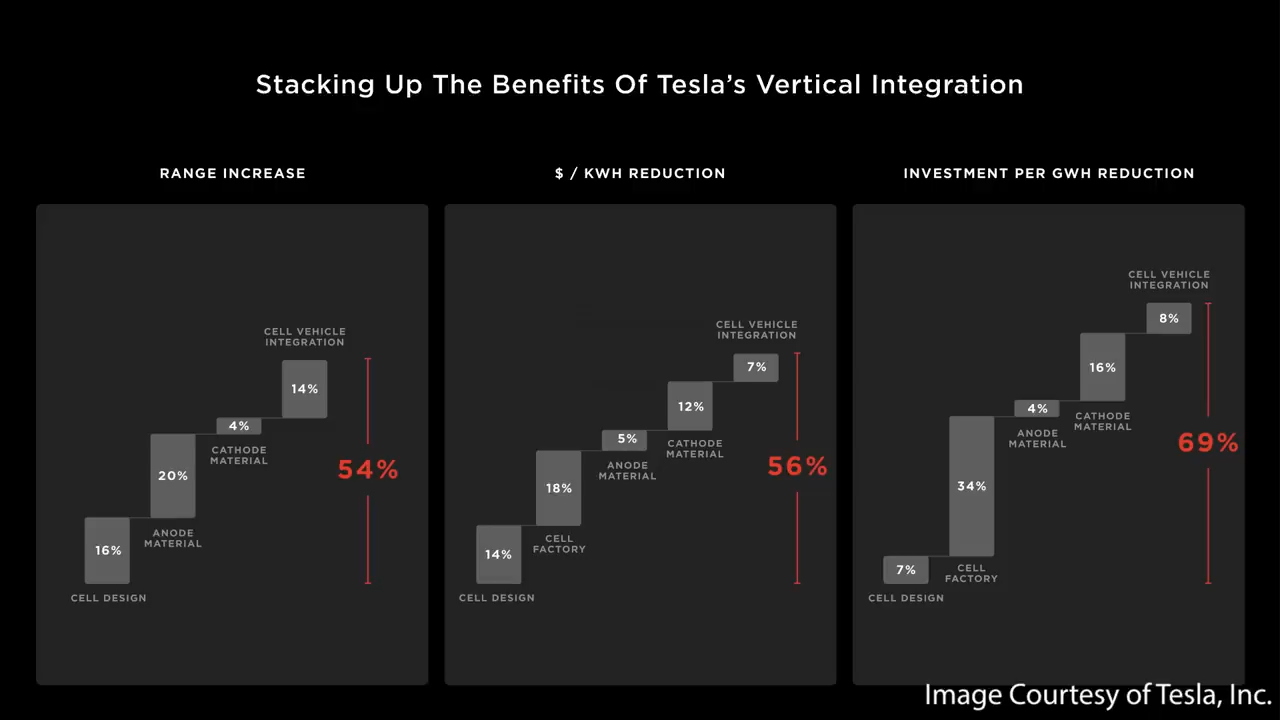 Stacking Up The Benefits Of Tesla’s Vertical Integration
RANGE INCREASE
CELL VEHICLE
INTEGRATION
14%
4%
CATHODE
MATERIAL
20%
ANODE
MATERIAL
16%
CELL DESIGN
54%
$ / KWH REDUCTION
CELL VEHICLE
INTEGRATION
7%
12%
CATHODE
MATERIAL
5%
ANODE
MATERIAL
18%
CELL
FACTORY
14%
CELL DESIGN
56%
INVESTMENT PER GWH REDUCTION
CELL VEHICLE
INTEGRATION
8%
16%
CATHODE
MATERIAL
4%
ANODE
MATERIAL
34%
CELL
FACTORY
7%
CELL DESIGN
69%
Image Courtesy of Tesla, Inc.